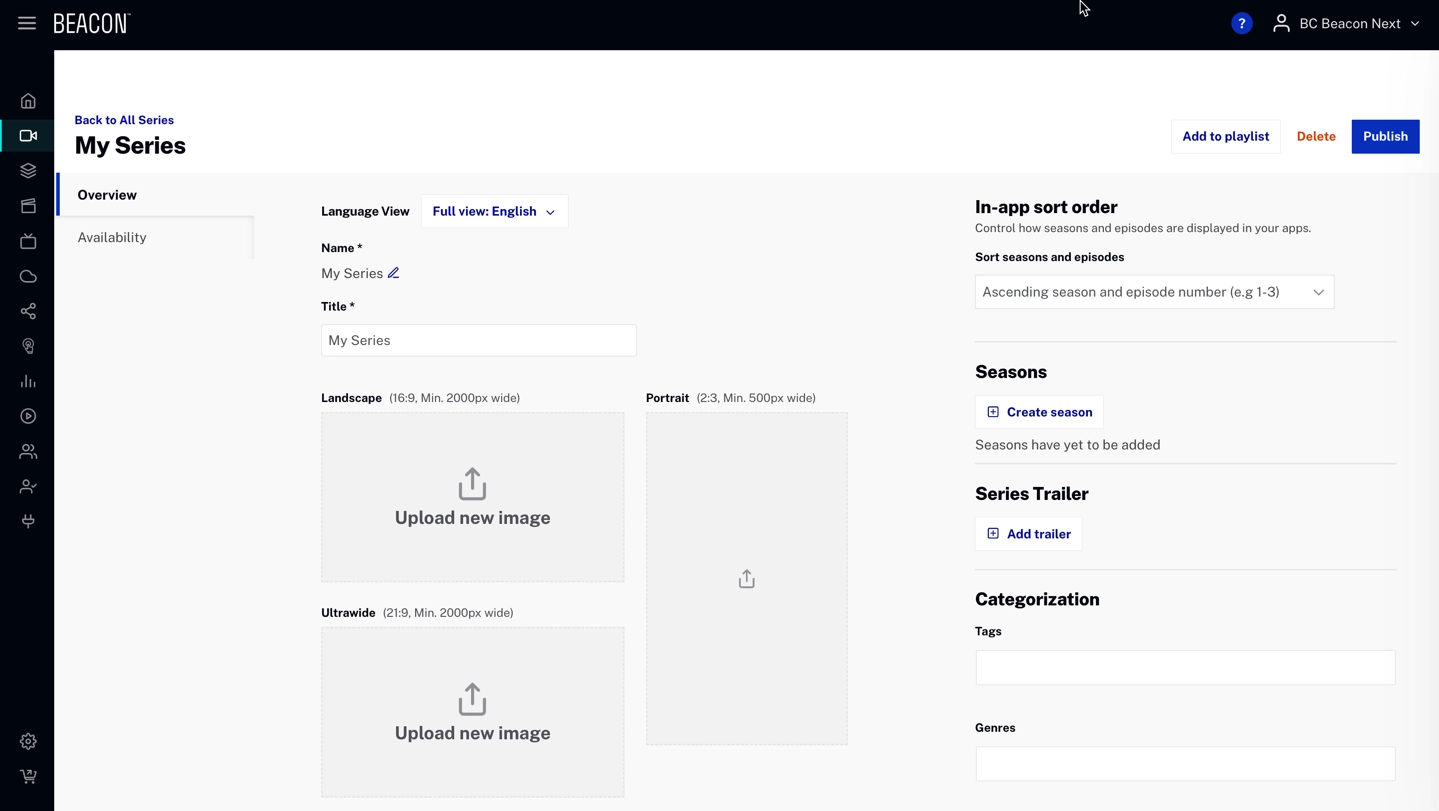 BEACON™
?
BC Beacon Next
Back to All Series
My Series
Add to playlist
Delete
Publish
Overview
Availability
Language View
Full view: English
Name *
My Series
Title *
My Series
Landscape (16:9, Min. 2000px wide)
Upload new image
Portrait (2:3, Min. 500px wide)
Ultrawide (21:9, Min. 2000px wide)
Upload new image
In-app sort order
Control how seasons and episodes are displayed in your apps.
Sort seasons and episodes
Ascending season and episode number (e.g 1-3)
Seasons
Create season
Seasons have yet to be added
Series Trailer
Add trailer
Categorization
Tags
Genres